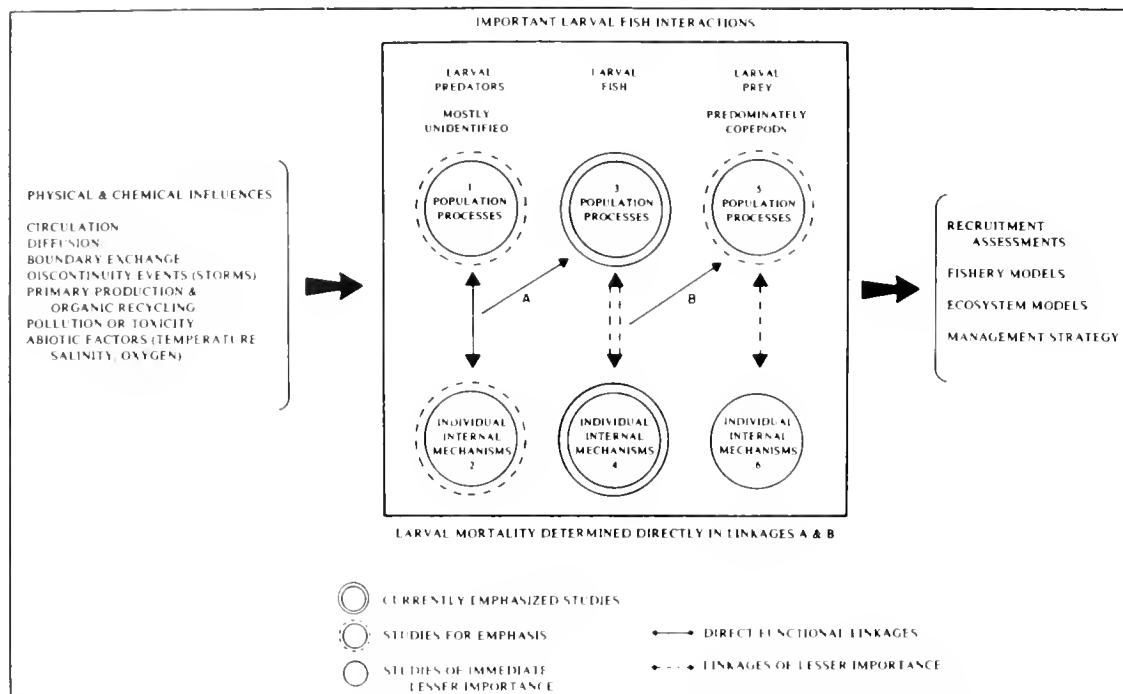 IMPORTANT LARVAL FISH INTERACTIONS
LARVAL
PREDATORS
MOSTLY
UNIDENTIFIED
LARVAL
FISH
LARVAL
PREY
PREDOMINATELY
COPEPODS
PHYSICAL & CHEMICAL INFLUENCES
CIRCULATION
DIFFUSION
BOUNDARY EXCHANGE
DISCONTINUITY EVENTS (STORMS)
PRIMARY PRODUCTION &
ORGANIC RECYCLING
POLLUTION OR TOXICITY
ABIOTIC FACTORS (TEMPERATURE
SALINITY, OXYGEN)
1
POPULATION
PROCESSES
3
POPULATION
PROCESSES
5
POPULATION
PROCESSES
A
B
INDIVIDUAL
INTERNAL
MECHANISMS
2
INDIVIDUAL
INTERNAL
MECHANISMS
4
INDIVIDUAL
INTERNAL
MECHANISMS
6
RECRUITMENT
ASSESSMENTS
FISHERY MODELS
ECOSYSTEM MODELS
MANAGEMENT STRATEGY
LARVAL MORTALITY DETERMINED DIRECTLY IN LINKAGES A & B
CURRENTLY EMPHASIZED STUDIES
STUDIES FOR EMPHASIS
STUDIES OF IMMEDIATE
LESSER IMPORTANCE
DIRECT FUNCTIONAL LINKAGES
LINKAGES OF LESSER IMPORTANCE